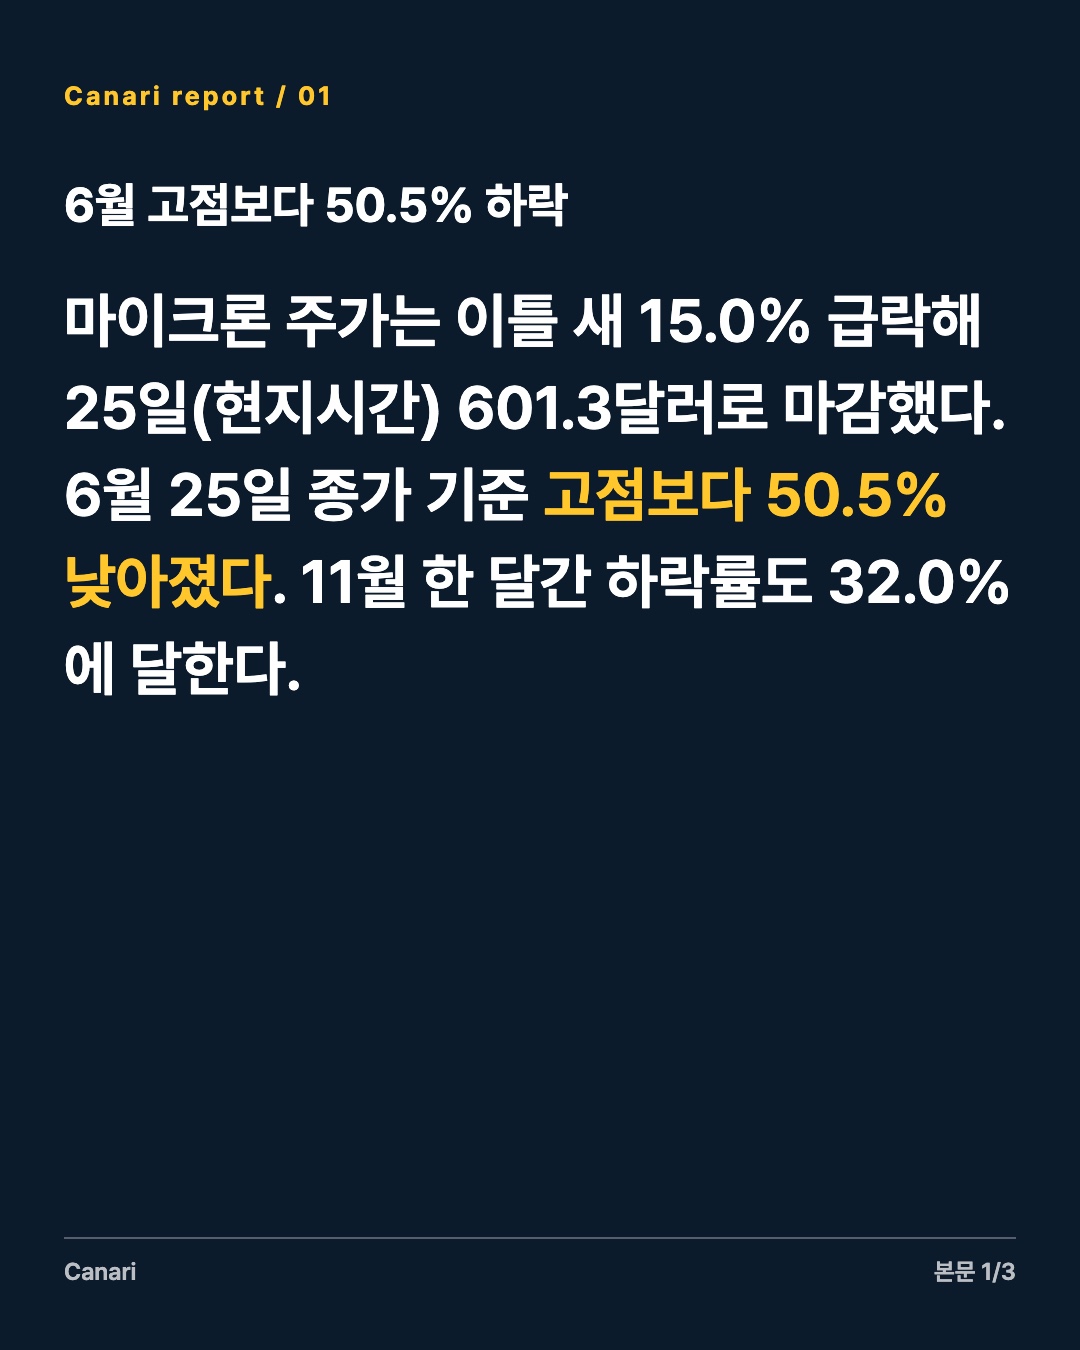 Canari report / 01
6월 고점보다 50.5% 하락
마이크론 주가는 이틀 새 15.0% 급락해
25일(현지시간) 601.3달러로 마감했다.
6월 25일 종가 기준 고점보다 50.5%
낮아졌다. 11월 한 달간 하락률도 32.0%
에 달한다.
Canari
본문 1/3